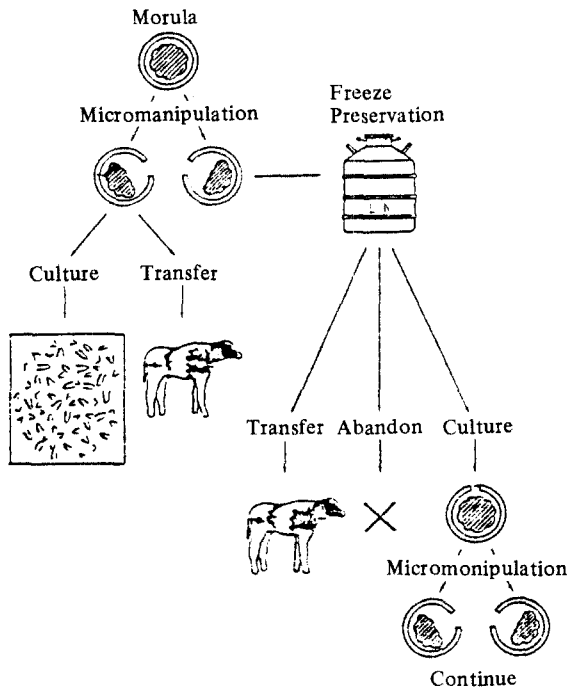 Morula
Micromanipulation
Freeze
Preservation
L N
Culture
Transfer
Transfer
Abandon
Culture
Micromonipulation
Continue